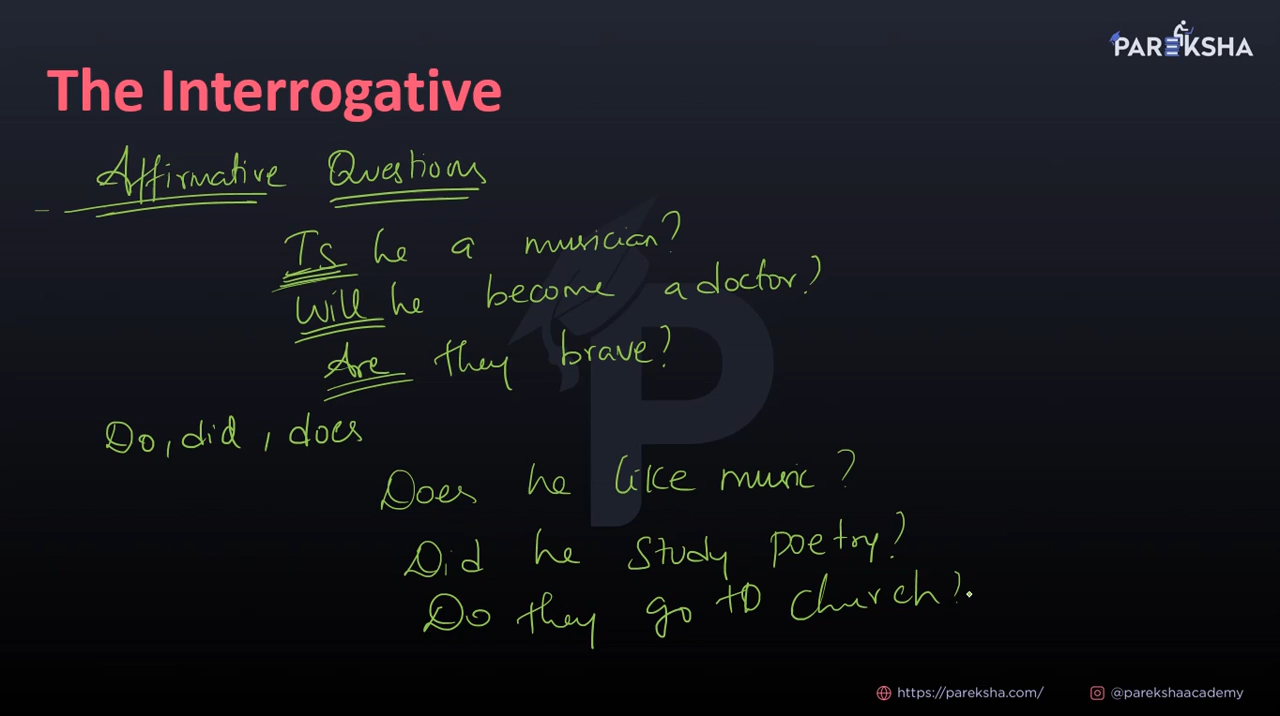 PAREKSHA
The Interrogative
Affirmative Questions
Is he a musician?
Will he become a doctor?
Are they brave?
Do, did, does
Does he like music?
Did he study poetry?
Do they go to church?
https://pareksha.com/
@parekshaacademy